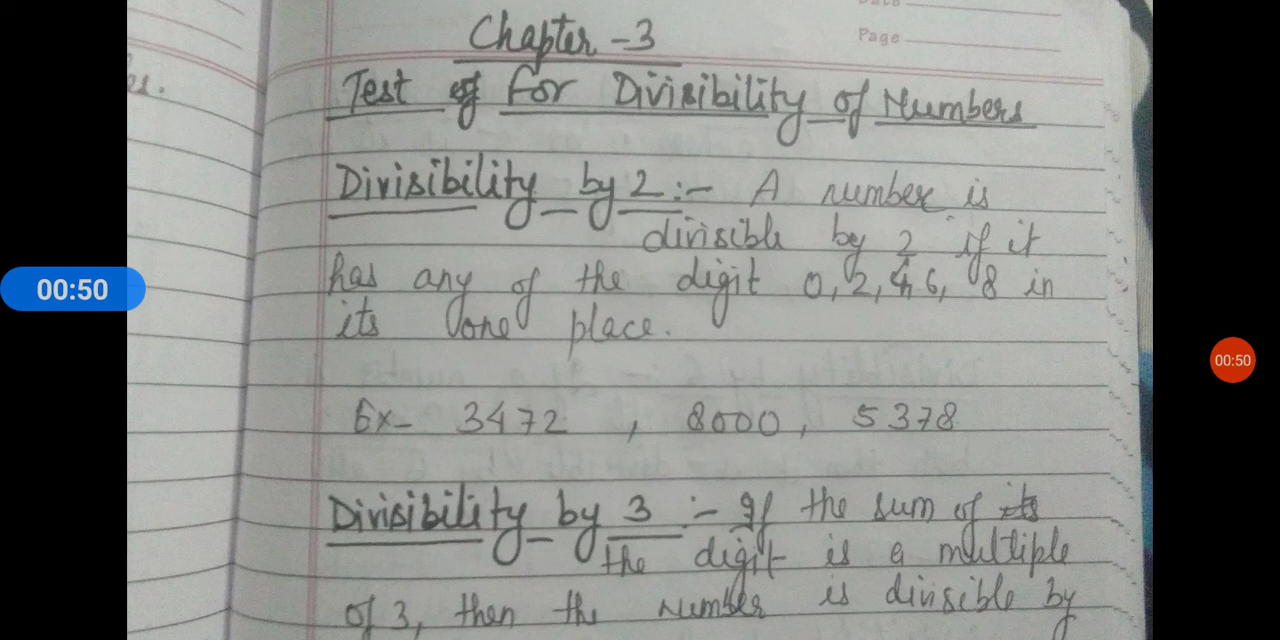 Date
Page
es.
Chapter -3
Test of for Divisibility of Numbers
Divisibility by 2 :- A number is
divisible by 2 if it
has any of the digit 0, 2, 4, 6, 8 in
its one place.
Ex- 3472 , 8000, 5378
Divisibility by 3 :- If the sum of its
the digit is a multiple
of 3, then the number is divisible by
00:50
00:50